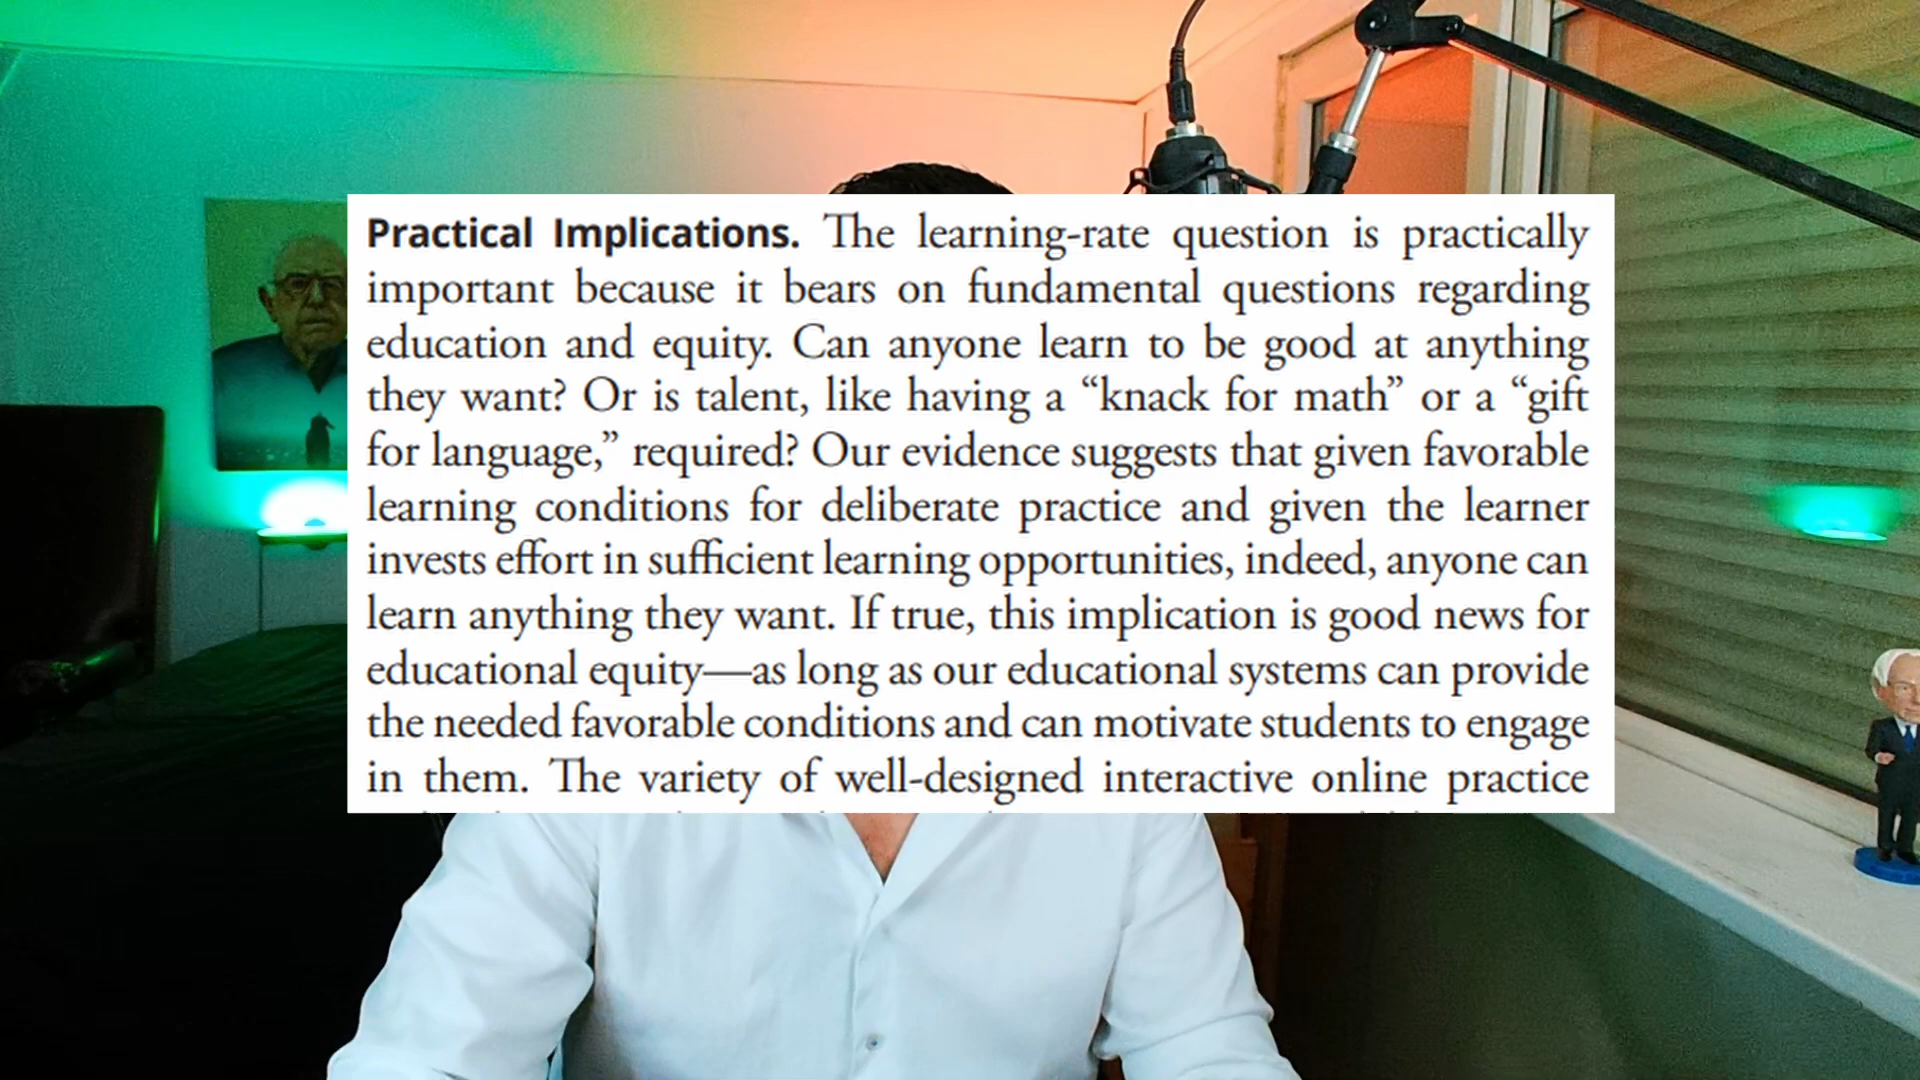 Practical Implications. The learning-rate question is practically
important because it bears on fundamental questions regarding
education and equity. Can anyone learn to be good at anything
they want? Or is talent, like having a “knack for math” or a “gift
for language,” required? Our evidence suggests that given favorable
learning conditions for deliberate practice and given the learner
invests effort in sufficient learning opportunities, indeed, anyone can
learn anything they want. If true, this implication is good news for
educational equity—as long as our educational systems can provide
the needed favorable conditions and can motivate students to engage
in them. The variety of well-designed interactive online practice